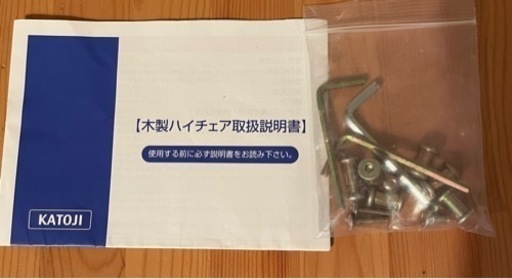 【木製ハイチェア取扱説明書】
使用する前に必ず説明書をお読み下さい。
KATOJI